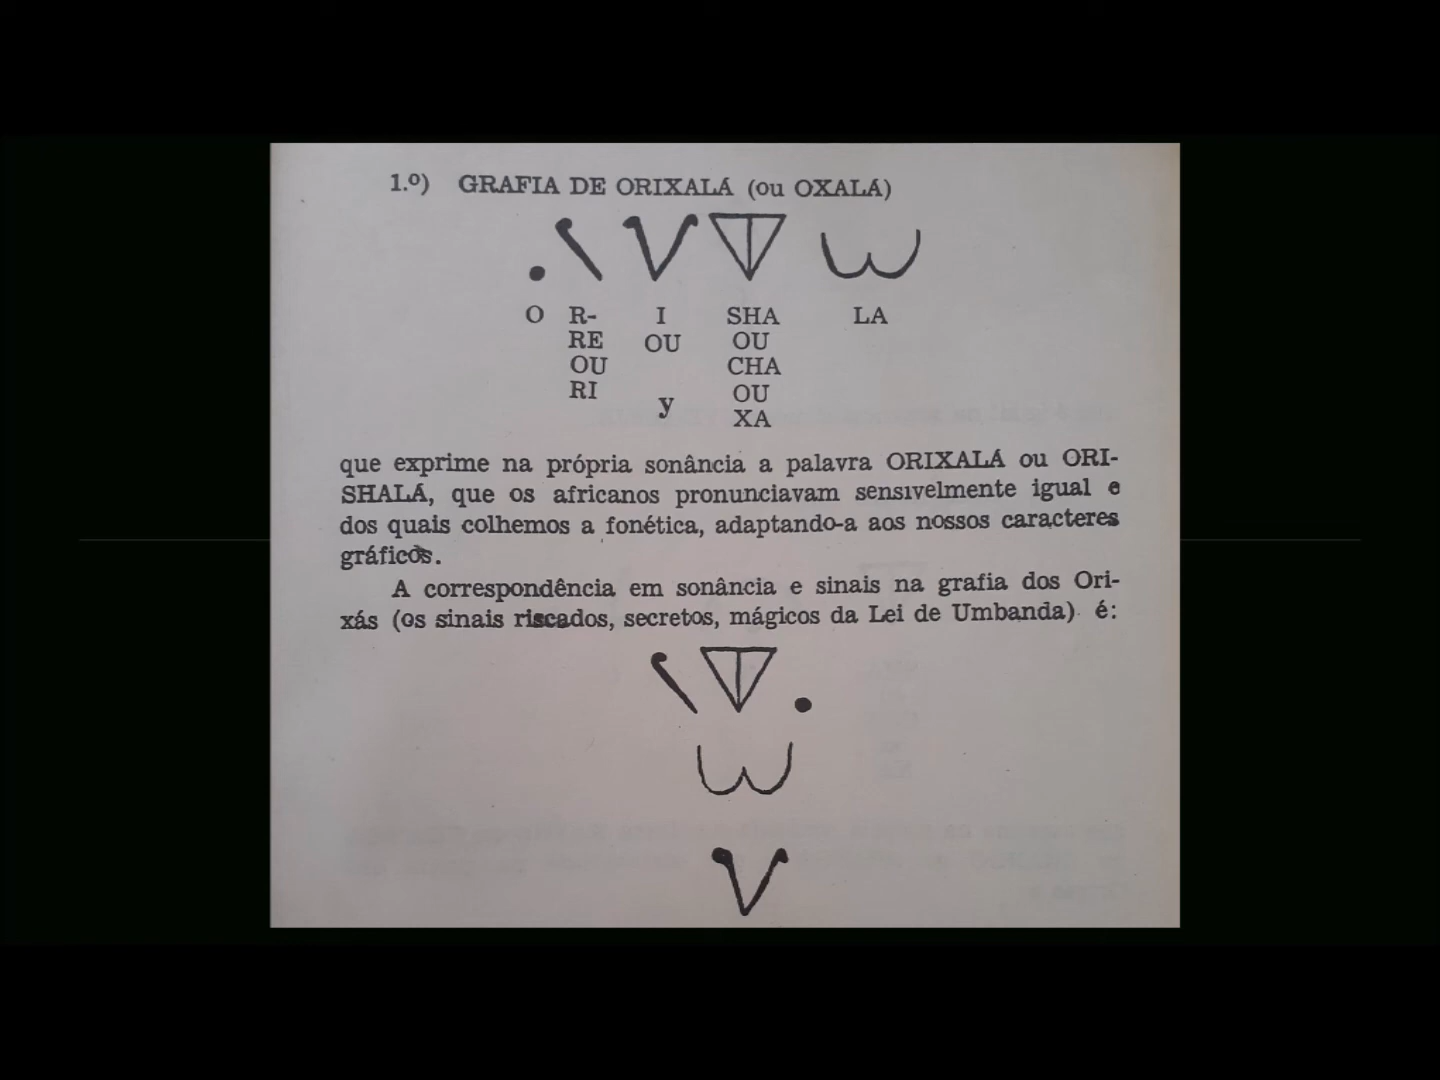 1.º) GRAFIA DE ORIXALÁ (ou OXALÁ)
O R- I SHA LA
RE OU OU
OU CHA
RI y OU
XA
que exprime na própria sonância a palavra ORIXALÁ ou ORI-
SHALÁ, que os africanos pronunciavam sensivelmente igual e
dos quais colhemos a fonética, adaptando-a aos nossos caracteres
gráficos.
A correspondência em sonância e sinais na grafia dos Ori-
xás (os sinais riscados, secretos, mágicos da Lei de Umbanda) é: